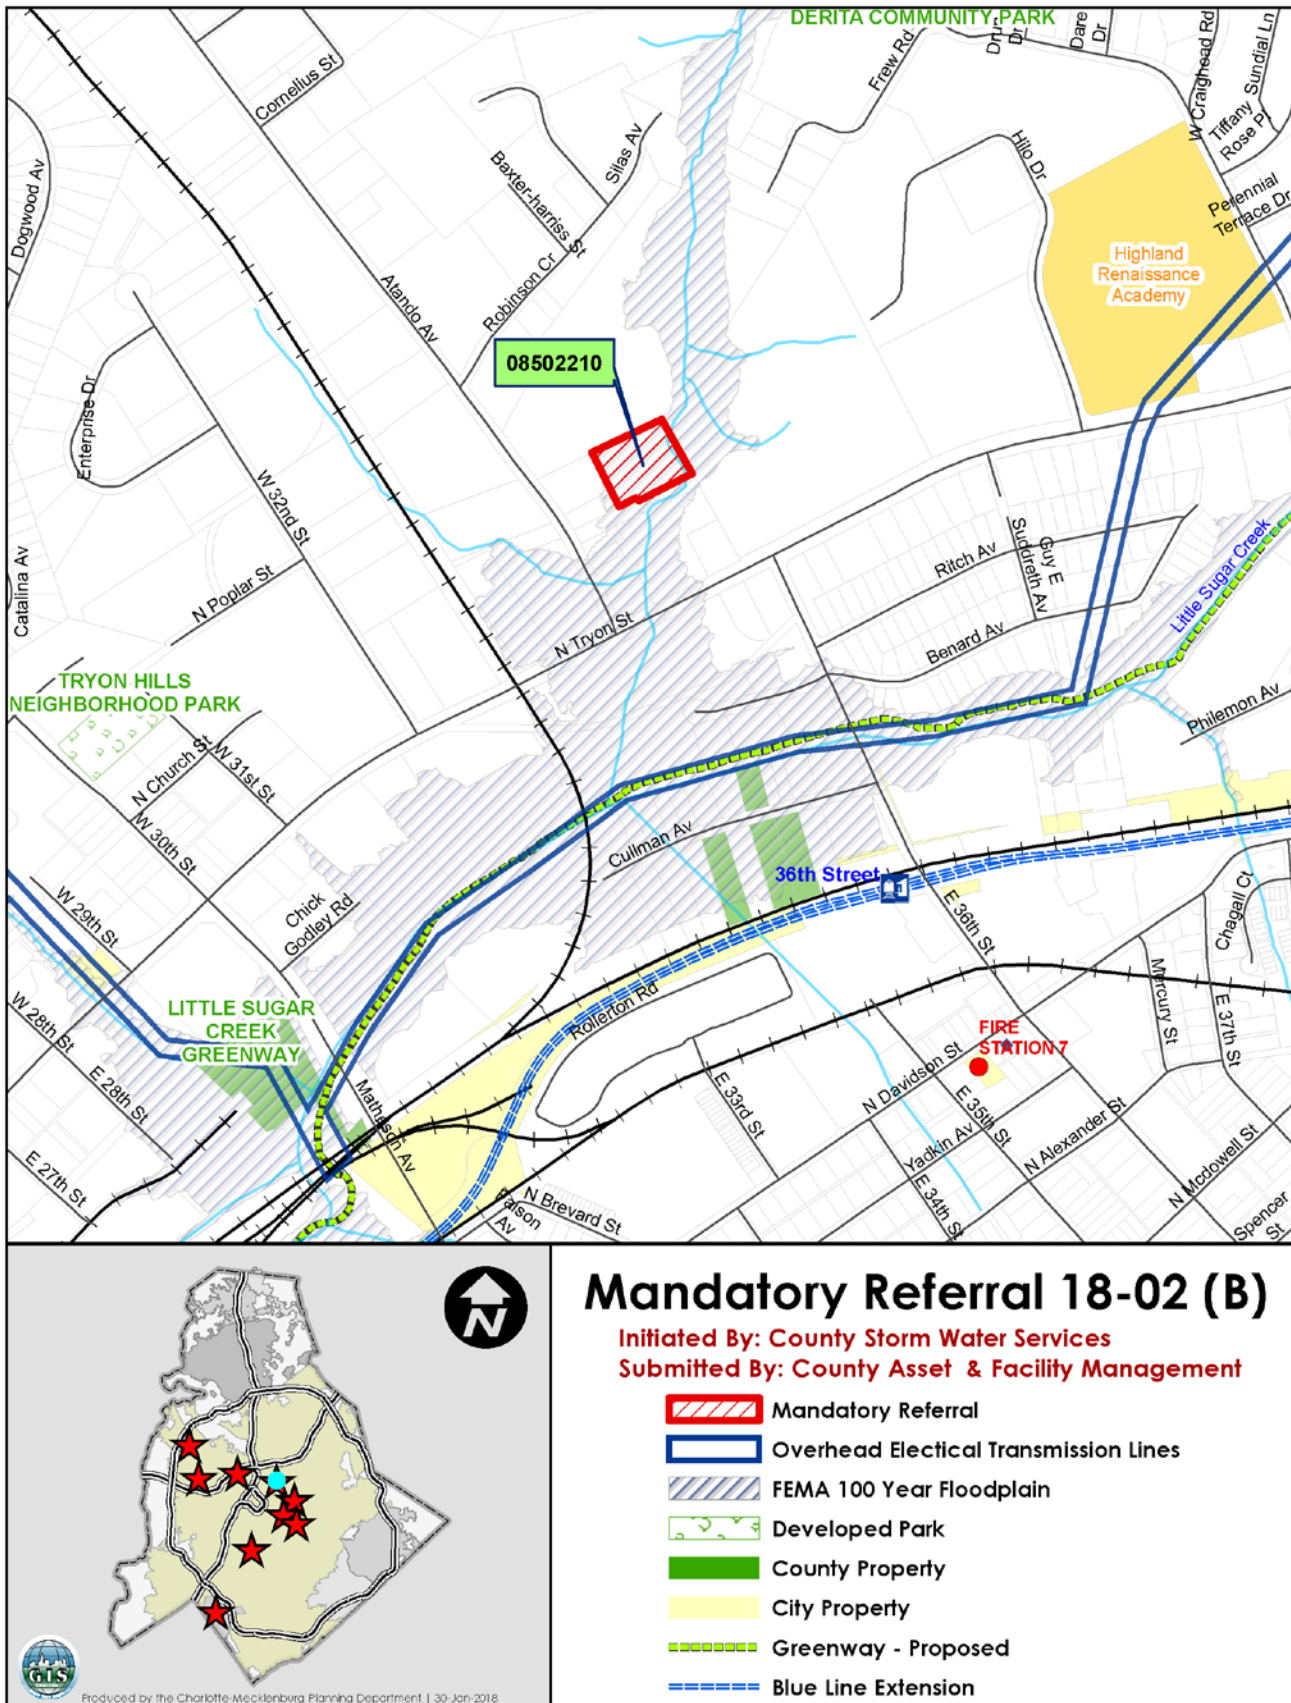 DERITA COMMUNITY PARK
Cornelius St
Frew Rd
Dru
Dr
Dare
Dr
W Craighead Rd
Sundial Ln
Tiffany
Rose Pl
Dogwood Av
Baxter-harriss St
Silas Av
Hilo Dr
Perennial
Terrace Dr
Highland
Renaissance
Academy
Atando Av
Robinson Cr
08502210
Enterprise Dr
W 32nd St
Catalina Av
N Poplar St
N Tryon St
Ritch Av
Guy E
Suddreth Av
Benard Av
Little Sugar Creek
TRYON HILLS
NEIGHBORHOOD PARK
Philemon Av
N Church St
W 31st St
W 30th St
Cullman Av
36th Street
Chick
Godley Rd
W 29th St
E 36th St
Chagall Ct
Mercury St
E 37th St
W 28th St
LITTLE SUGAR
CREEK
GREENWAY
Rollerton Rd
FIRE
STATION 7
E 28th St
Matheson Av
E 33rd St
N Davidson St
E 35th St
Yadkin Av
N Alexander St
E 27th St
E 34th St
N Mcdowell St
Spencer
St
N Brevard St
Faison
Av
Mandatory Referral 18-02 (B)
Initiated By: County Storm Water Services
Submitted By: County Asset & Facility Management
Mandatory Referral
Overhead Electical Transmission Lines
FEMA 100 Year Floodplain
Developed Park
County Property
City Property
Greenway - Proposed
Blue Line Extension
N
GIS
Produced by the Charlotte-Mecklenburg Planning Department | 30-Jan-2018